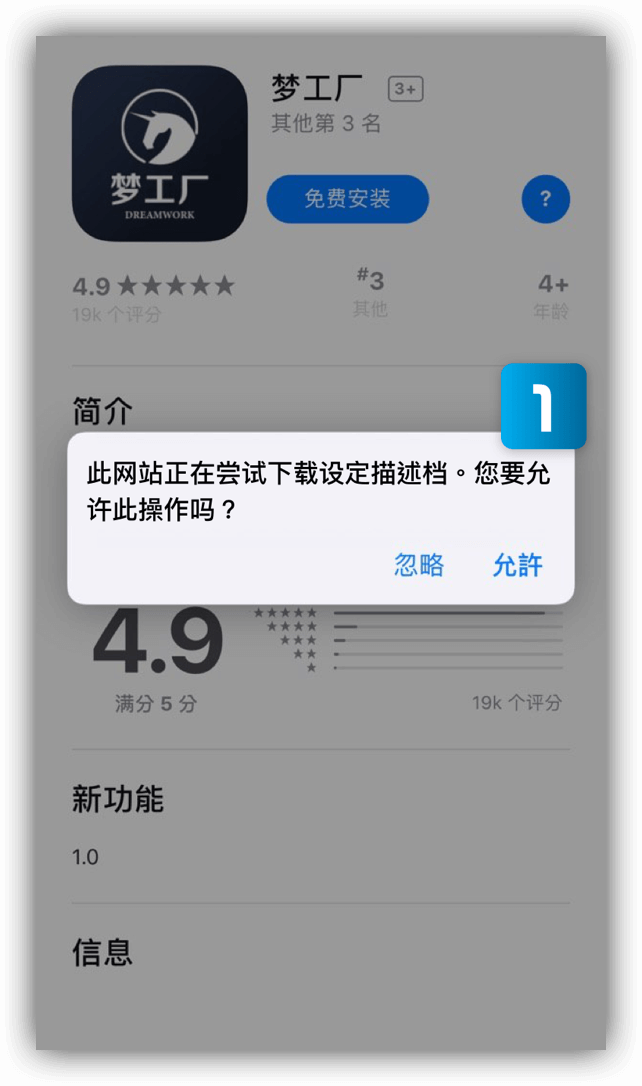 梦工厂 3+
其他第 3 名
梦工厂
DREAMWORK
免费安装
?
4.9 ★★★★★
19k 个评分
#3
其他
4+
年龄
简介
1
此网站正在尝试下载设定描述档。您要允
许此操作吗？
忽略 允許
4.9
★★★★★
★★★★
★★★
★★
★
满分 5 分
19k 个评分
新功能
1.0
信息